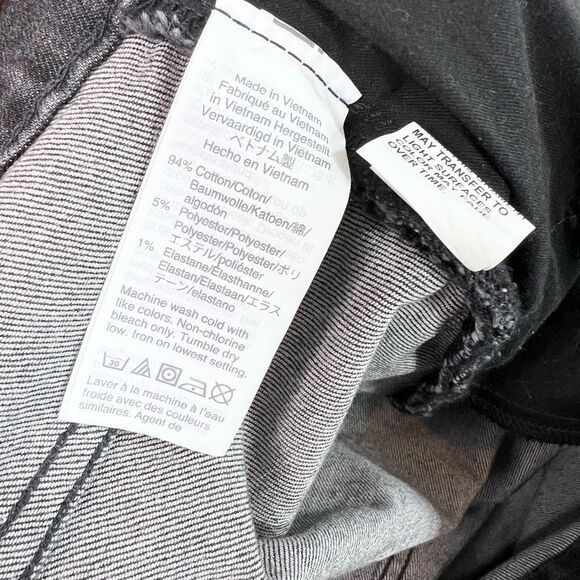 Made in Vietnam
Fabriqué au Vietnam
in Vietnam Hergestellt
Vervaardigd in Vietnam
ベトナム製
Hecho en Vietnam
94% Cotton/Coton/
Baumwolle/Katoen/綿/
algodón
5% Polyester/Polyester/
Polyester/Polyester/ポリ
エステル/poliéster
1% Elastane/Élasthanne/
Elastan/Elastaan/エラス
テーン/elastano
Machine wash cold with
like colors. Non-chlorine
bleach only. Tumble dry
low. Iron on lowest setting.
30
Laver à la machine à l'eau
froide avec des couleurs
similaires. Agent de
MAY TRANSFER TO
LIGHT SURFACES
OVER TIME.